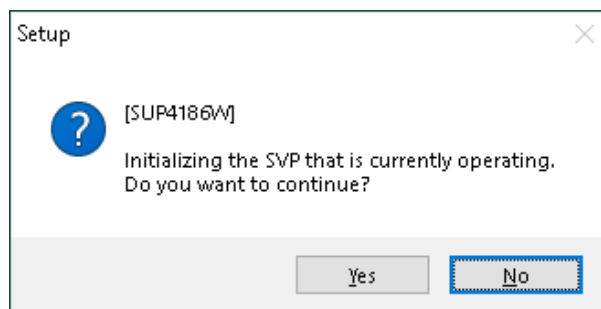 Setup
[SUP4186W]
Initializing the SVP that is currently operating.
Do you want to continue?
Yes
No